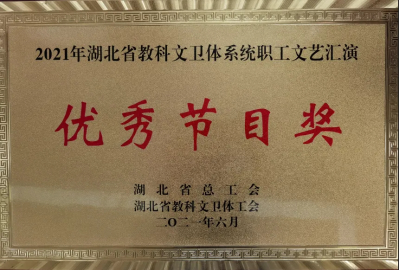 2021年湖北省教科文卫体系统职工文艺汇演
优秀节目奖
湖北省总工会
湖北省教科文卫体工会
二〇二一年六月